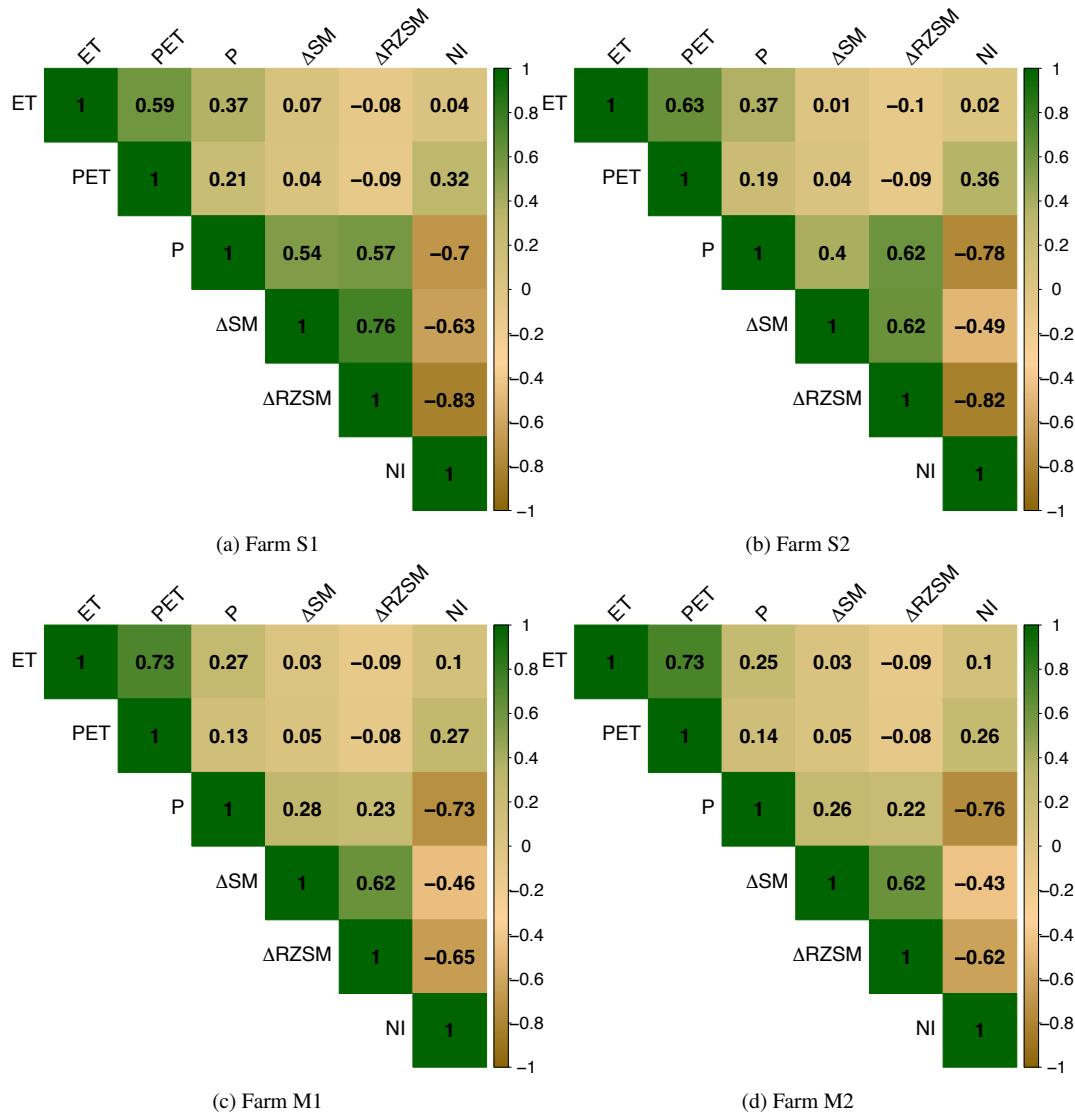 ET PET P ΔSM ΔRZSM NI
ET 1 0.59 0.37 0.07 −0.08 0.04
PET 1 0.21 0.04 −0.09 0.32
P 1 0.54 0.57 −0.7
ΔSM 1 0.76 −0.63
ΔRZSM 1 −0.83
NI 1
1
0.8
0.6
0.4
0.2
0
−0.2
−0.4
−0.6
−0.8
−1
(a) Farm S1
ET PET P ΔSM ΔRZSM NI
ET 1 0.63 0.37 0.01 −0.1 0.02
PET 1 0.19 0.04 −0.09 0.36
P 1 0.4 0.62 −0.78
ΔSM 1 0.62 −0.49
ΔRZSM 1 −0.82
NI 1
1
0.8
0.6
0.4
0.2
0
−0.2
−0.4
−0.6
−0.8
−1
(b) Farm S2
ET PET P ΔSM ΔRZSM NI
ET 1 0.73 0.27 0.03 −0.09 0.1
PET 1 0.13 0.05 −0.08 0.27
P 1 0.28 0.23 −0.73
ΔSM 1 0.62 −0.46
ΔRZSM 1 −0.65
NI 1
1
0.8
0.6
0.4
0.2
0
−0.2
−0.4
−0.6
−0.8
−1
(c) Farm M1
ET PET P ΔSM ΔRZSM NI
ET 1 0.73 0.25 0.03 −0.09 0.1
PET 1 0.14 0.05 −0.08 0.26
P 1 0.26 0.22 −0.76
ΔSM 1 0.62 −0.43
ΔRZSM 1 −0.62
NI 1
1
0.8
0.6
0.4
0.2
0
−0.2
−0.4
−0.6
−0.8
−1
(d) Farm M2